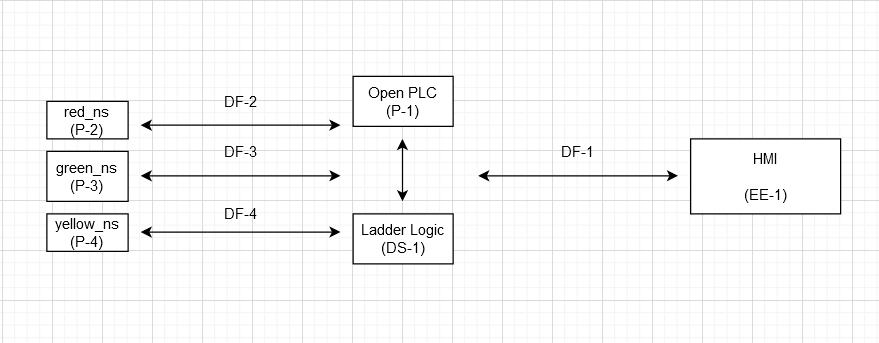 DF-2
Open PLC
(P-1)
red_ns
(P-2)
DF-3
DF-1
green_ns
(P-3)
HMI
(EE-1)
DF-4
yellow_ns
(P-4)
Ladder Logic
(DS-1)